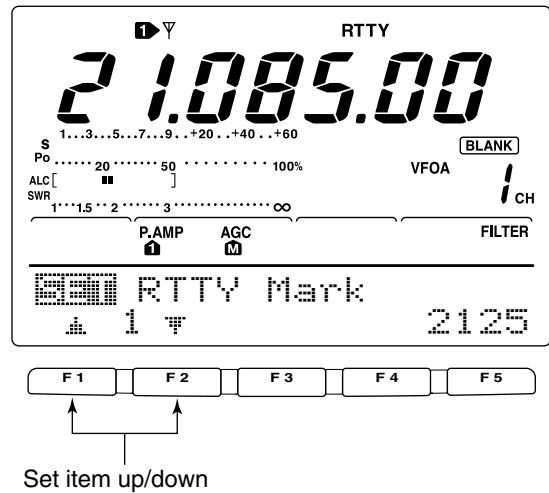 1 RTTY
21.085.00
S 1...3...5...7...9..+20..+40..+60
BLANK
Po ...... 20 ...... 50 ...... 100%
VFOA 1 CH
ALC [ ]
SWR 1....1.5..2.....3...............∞
P.AMP AGC FILTER
1 M
SET RTTY Mark
1 2125
F1 F2 F3 F4 F5
Set item up/down